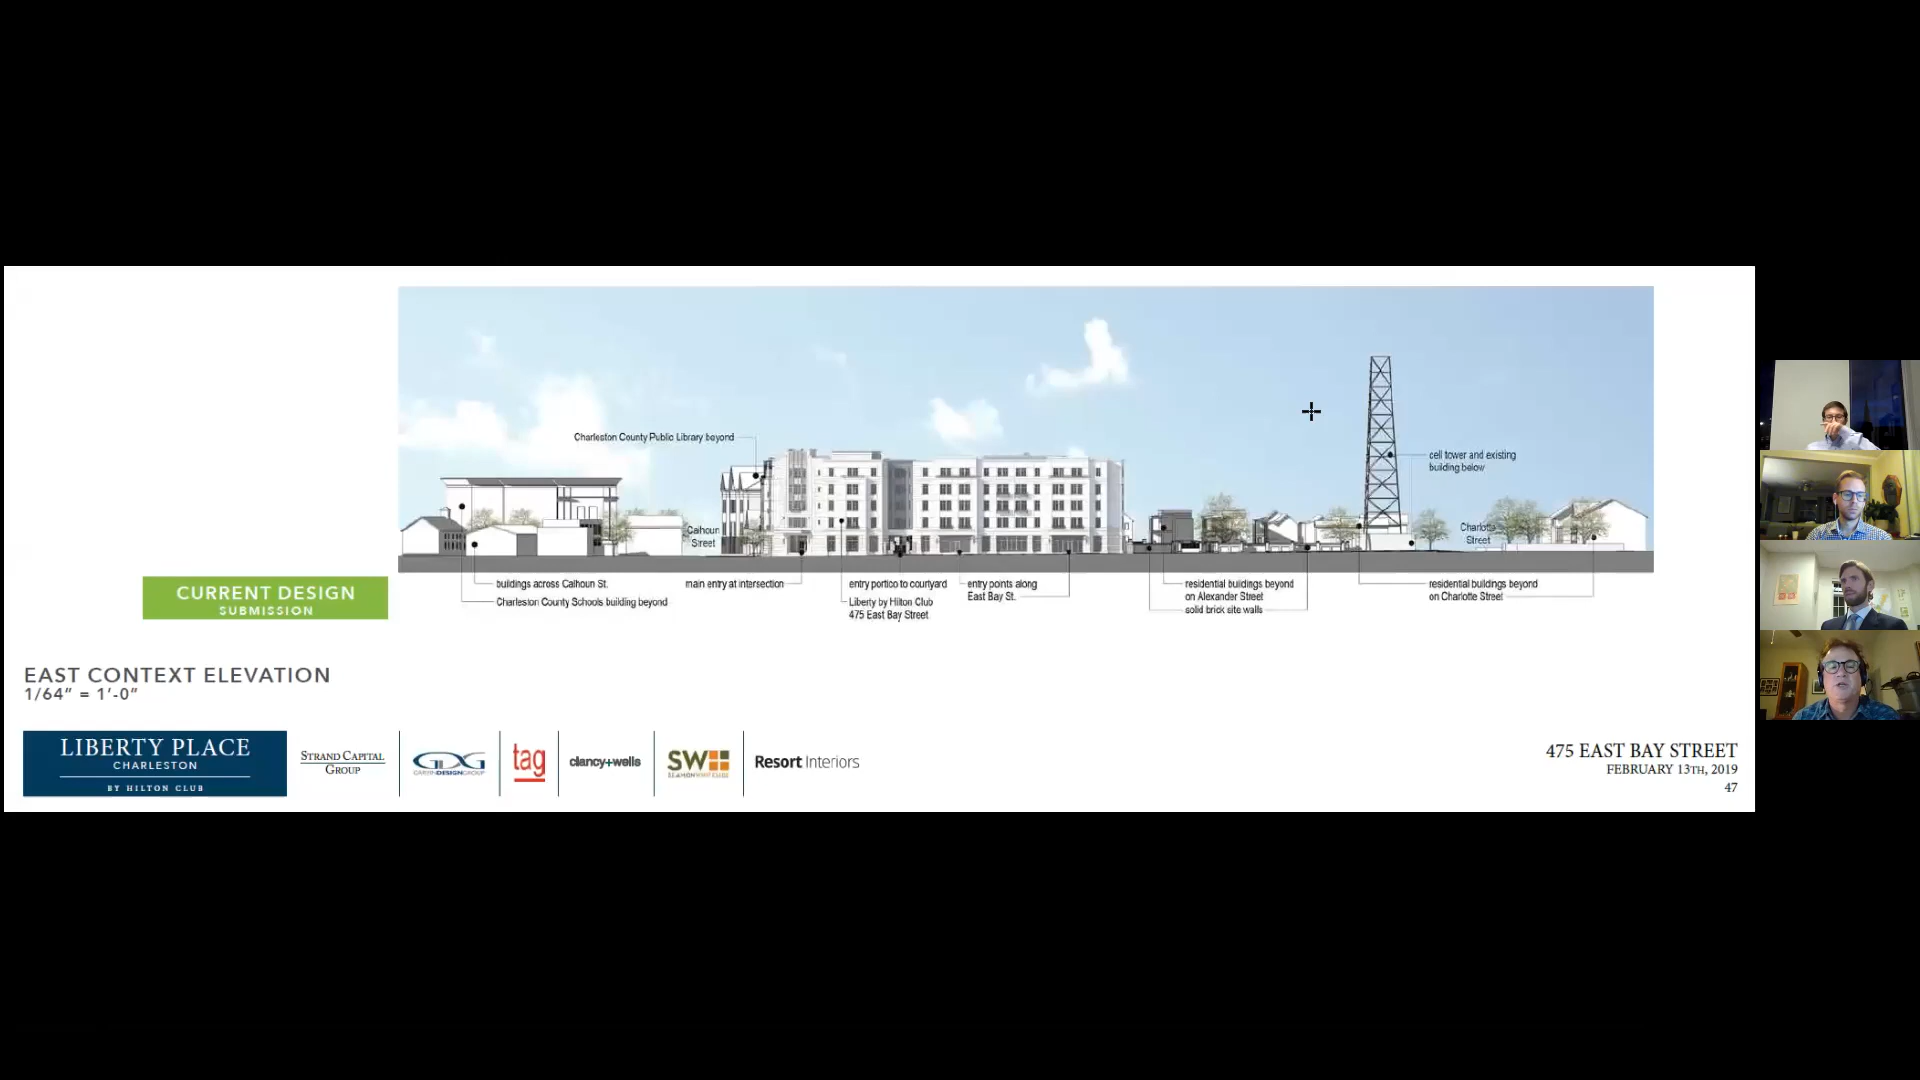 Charleston County Public Library beyond
cell tower and existing
building below
Calhoun
Street
Charlotte
Street
buildings across Calhoun St.
Charleston County Schools building beyond
main entry at intersection
entry portico to courtyard
Liberty by Hilton Club
475 East Bay Street
entry points along
East Bay St.
residential buildings beyond
on Alexander Street
solid brick site walls
residential buildings beyond
on Charlotte Street
CURRENT DESIGN
SUBMISSION
EAST CONTEXT ELEVATION
1/64" = 1'-0"
LIBERTY PLACE
CHARLESTON
BY HILTON CLUB
STRAND CAPITAL
GROUP
GDG
tag
clancy+wells
SW
Resort Interiors
475 EAST BAY STREET
FEBRUARY 13TH, 2019
47